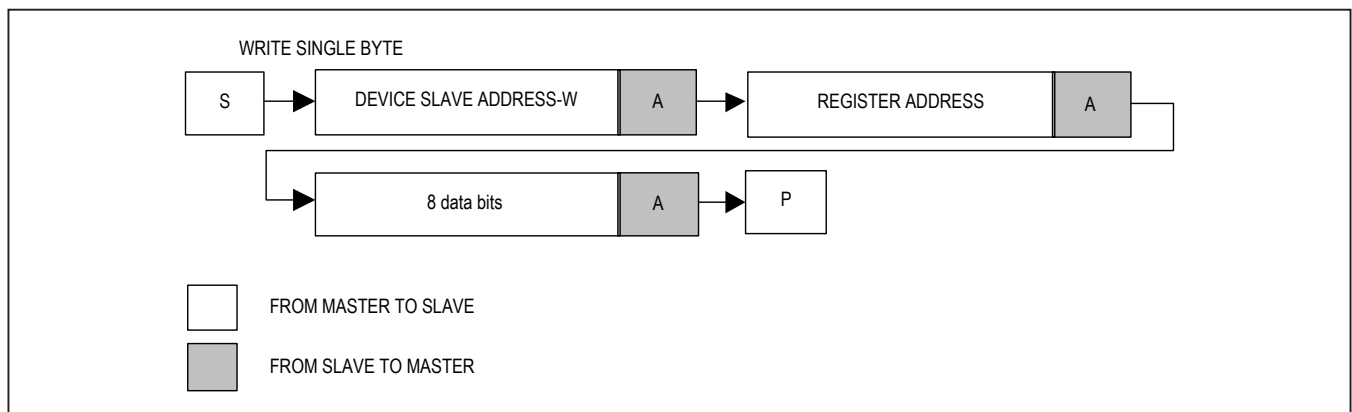 WRITE SINGLE BYTE
S DEVICE SLAVE ADDRESS-W A REGISTER ADDRESS A
8 data bits A P
FROM MASTER TO SLAVE
FROM SLAVE TO MASTER